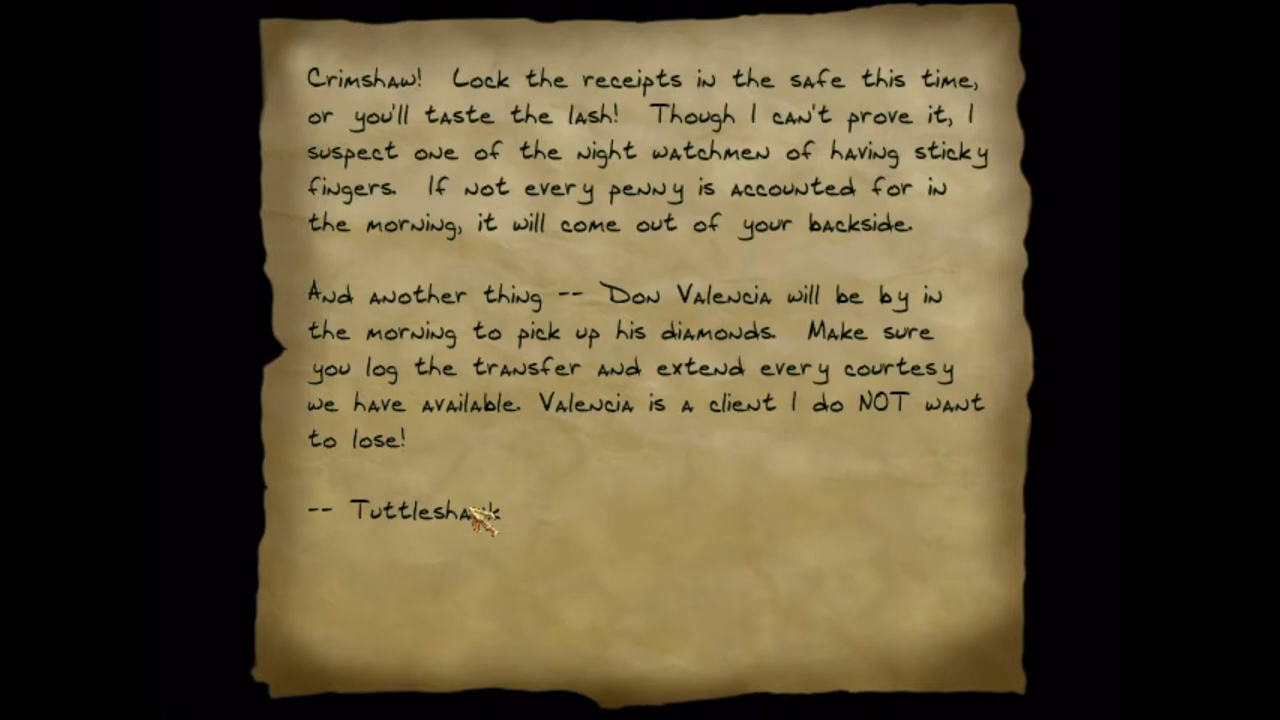 Crimshaw! Lock the receipts in the safe this time,
or you'll taste the lash! Though I can't prove it, I
suspect one of the night watchmen of having sticky
fingers. If not every penny is accounted for in
the morning, it will come out of your backside.
And another thing -- Don Valencia will be by in
the morning to pick up his diamonds. Make sure
you log the transfer and extend every courtesy
we have available. Valencia is a client I do NOT want
to lose!
--